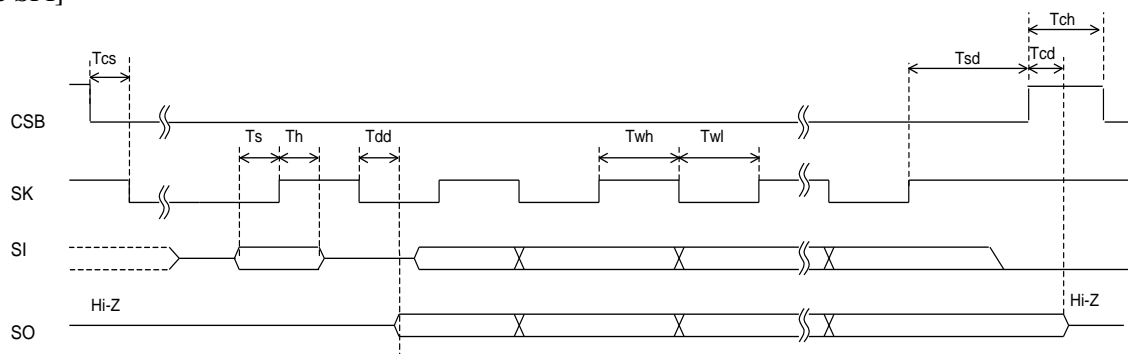 Tch
Tcs Tsd Tcd
CSB
Ts Th Tdd Twh Twl
SK
SI
Hi-Z Hi-Z
SO